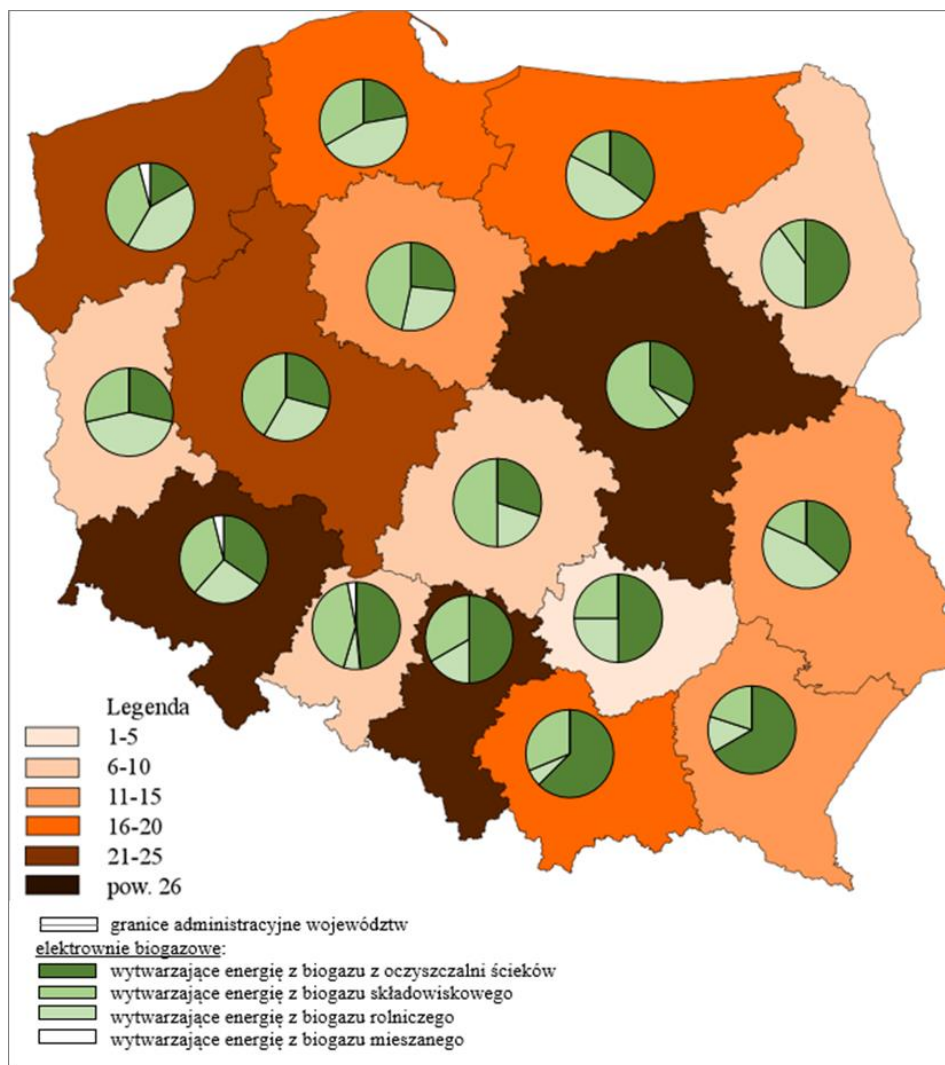 Legenda
1-5
6-10
11-15
16-20
21-25
pow. 26
granice administracyjne województw
elektrownie biogazowe:
wytwarzające energię z biogazu z oczyszczalni ścieków
wytwarzające energię z biogazu składowiskowego
wytwarzające energię z biogazu rolniczego
wytwarzające energię z biogazu mieszanego